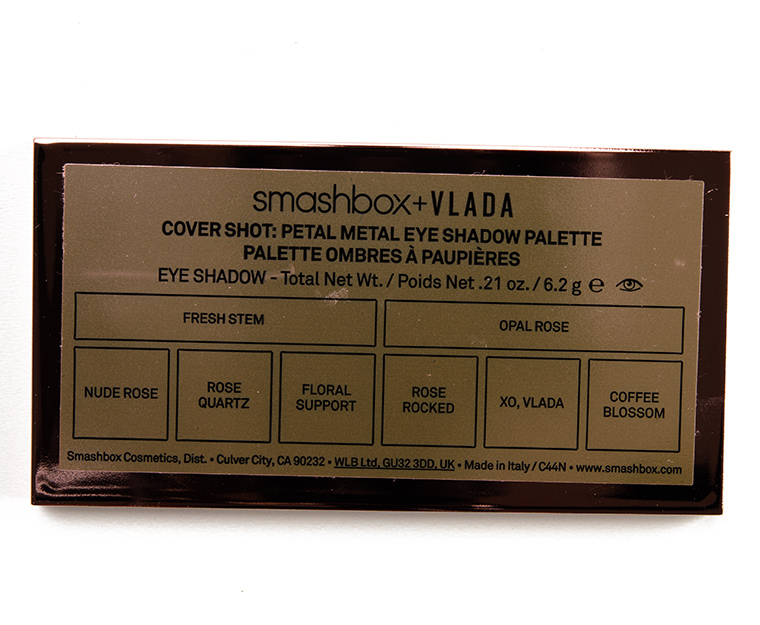 smashbox+VLADA
COVER SHOT: PETAL METAL EYE SHADOW PALETTE
PALETTE OMBRES À PAUPIÈRES
EYE SHADOW - Total Net Wt. / Poids Net .21 oz. / 6.2 g e
FRESH STEM
OPAL ROSE
NUDE ROSE
ROSE
QUARTZ
FLORAL
SUPPORT
ROSE
ROCKED
XO, VLADA
COFFEE
BLOSSOM
Smashbox Cosmetics, Dist. • Culver City, CA 90232 • WLB Ltd, GU32 3DD, UK • Made in Italy / C44N • www.smashbox.com